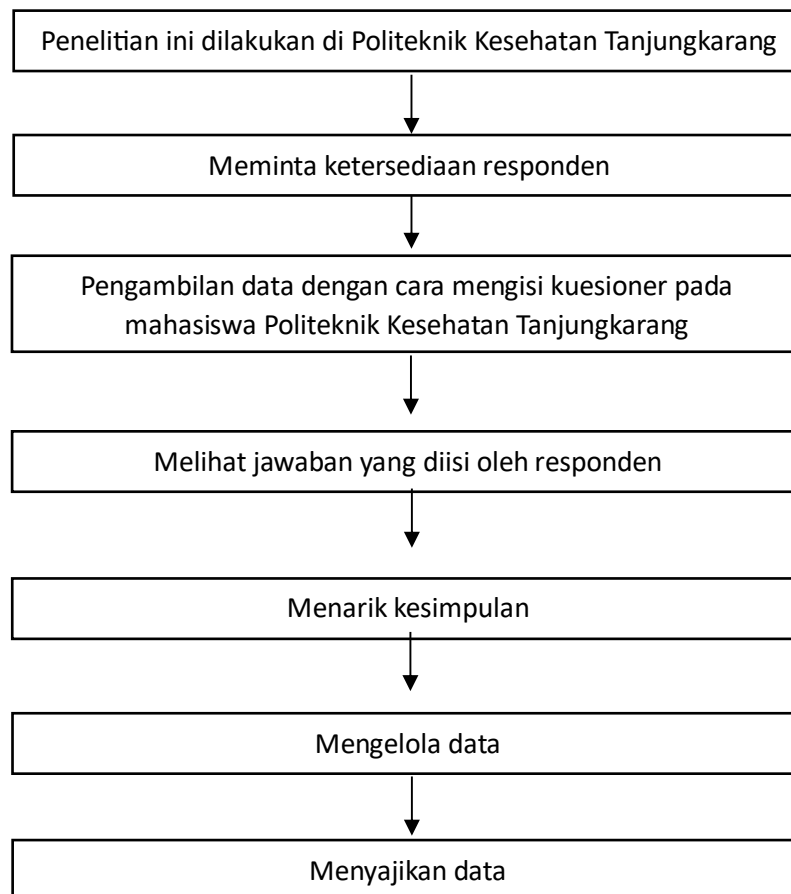 Penelitian ini dilakukan di Politeknik Kesehatan Tanjungkarang
Meminta ketersediaan responden
Pengambilan data dengan cara mengisi kuesioner pada
mahasiswa Politeknik Kesehatan Tanjungkarang
Melihat jawaban yang diisi oleh responden
Menarik kesimpulan
Mengelola data
Menyajikan data